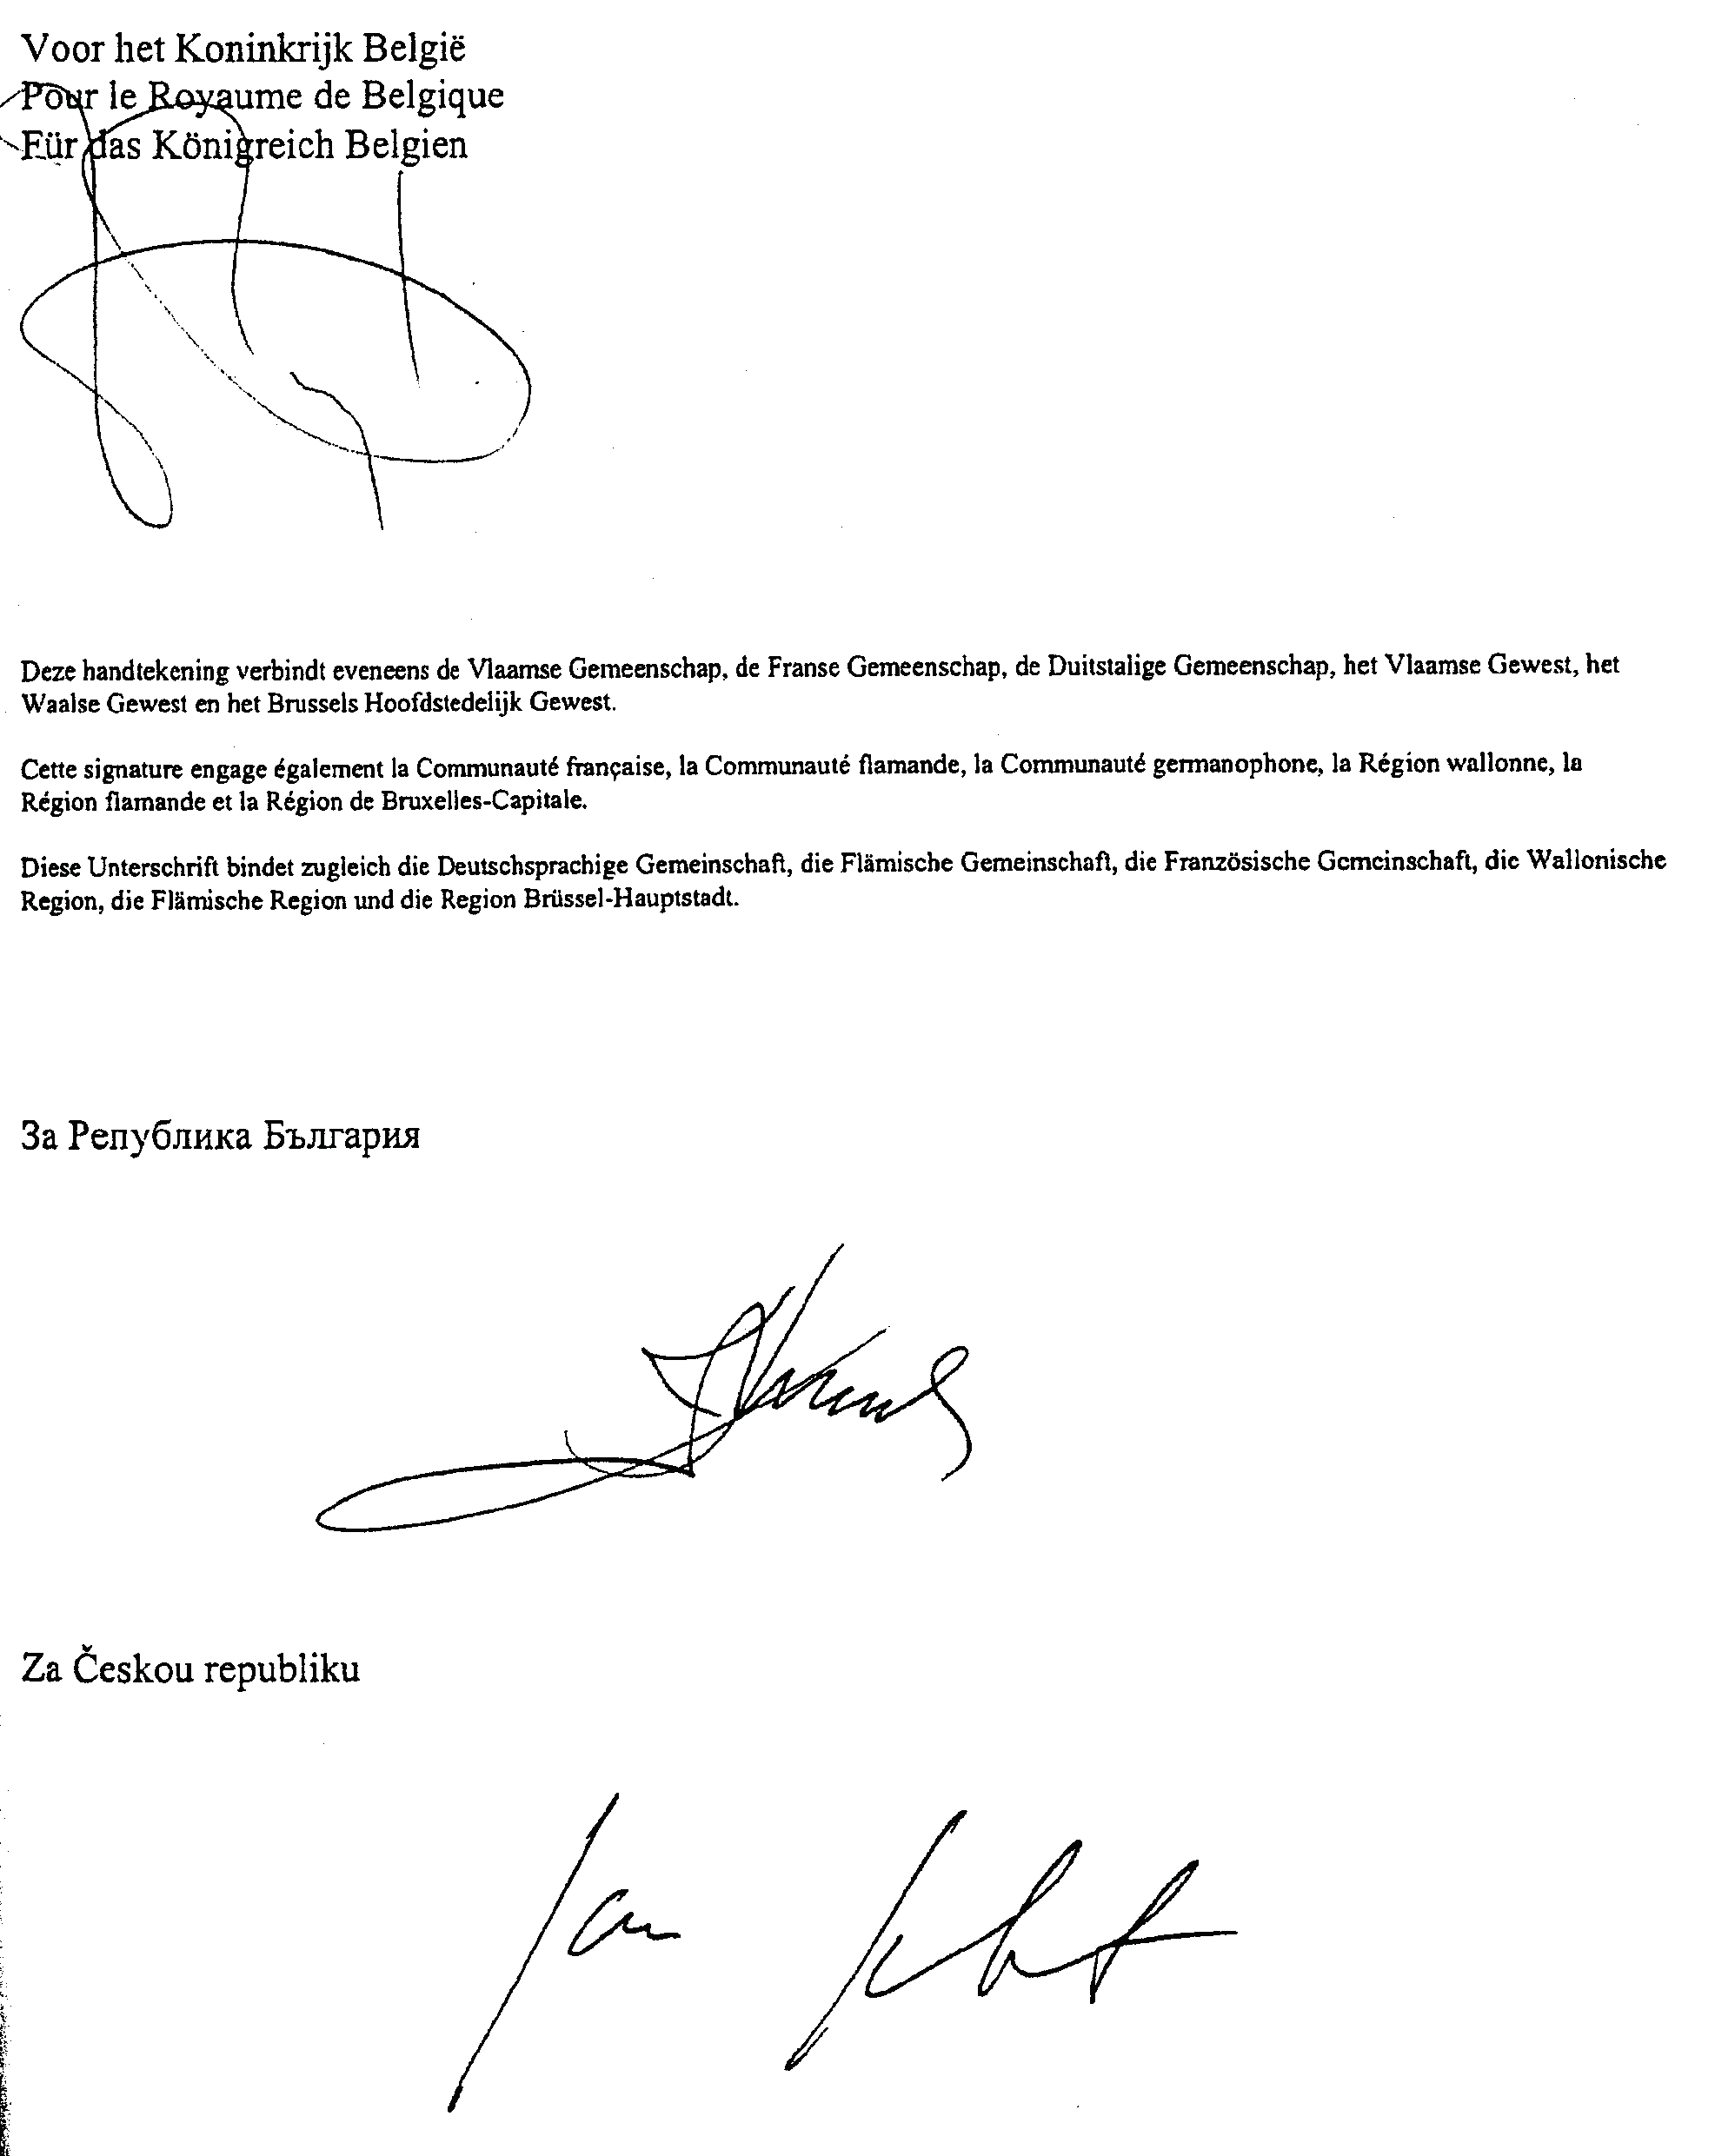 Voor het Koninkrijk België
Pour le Royaume de Belgique
Für das Königreich Belgien
Deze handtekening verbindt eveneens de Vlaamse Gemeenschap, de Franse Gemeenschap, de Duitstalige Gemeenschap, het Vlaamse Gewest, het
Waalse Gewest en het Brussels Hoofdstedelijk Gewest.
Cette signature engage également la Communauté française, la Communauté flamande, la Communauté germanophone, la Région wallonne, la
Région flamande et la Région de Bruxelles-Capitale.
Diese Unterschrift bindet zugleich die Deutschsprachige Gemeinschaft, die Flämische Gemeinschaft, die Französische Gemeinschaft, die Wallonische
Region, die Flämische Region und die Region Brüssel-Hauptstadt.
За Република България
Za Českou republiku
Jan